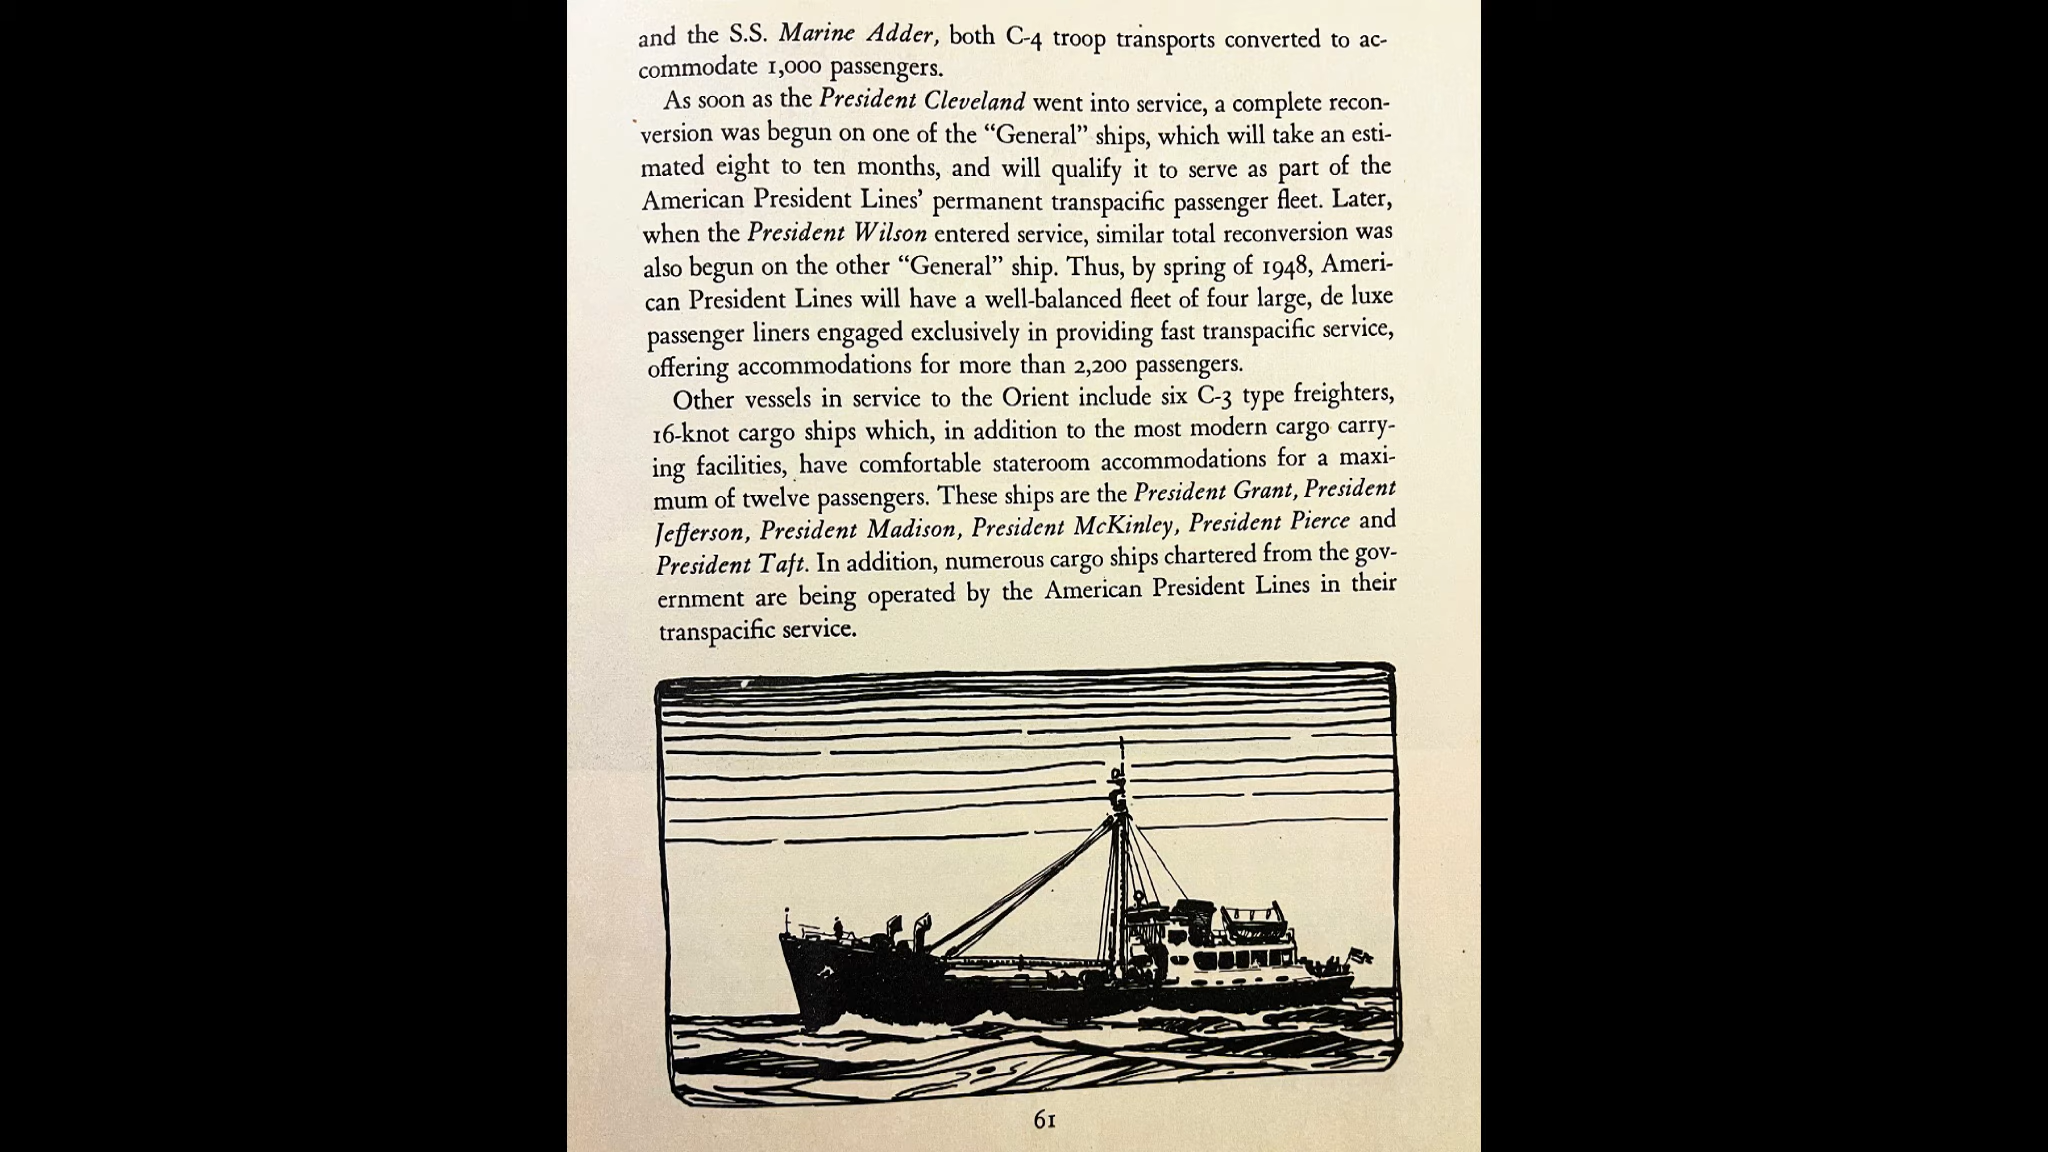 and the S.S. Marine Adder, both C-4 troop transports converted to ac-
commodate 1,000 passengers.
As soon as the President Cleveland went into service, a complete recon-
version was begun on one of the “General” ships, which will take an esti-
mated eight to ten months, and will qualify it to serve as part of the
American President Lines’ permanent transpacific passenger fleet. Later,
when the President Wilson entered service, similar total reconversion was
also begun on the other “General” ship. Thus, by spring of 1948, Ameri-
can President Lines will have a well-balanced fleet of four large, de luxe
passenger liners engaged exclusively in providing fast transpacific service,
offering accommodations for more than 2,200 passengers.
Other vessels in service to the Orient include six C-3 type freighters,
16-knot cargo ships which, in addition to the most modern cargo carry-
ing facilities, have comfortable stateroom accommodations for a maxi-
mum of twelve passengers. These ships are the President Grant, President
Jefferson, President Madison, President McKinley, President Pierce and
President Taft. In addition, numerous cargo ships chartered from the gov-
ernment are being operated by the American President Lines in their
transpacific service.
61